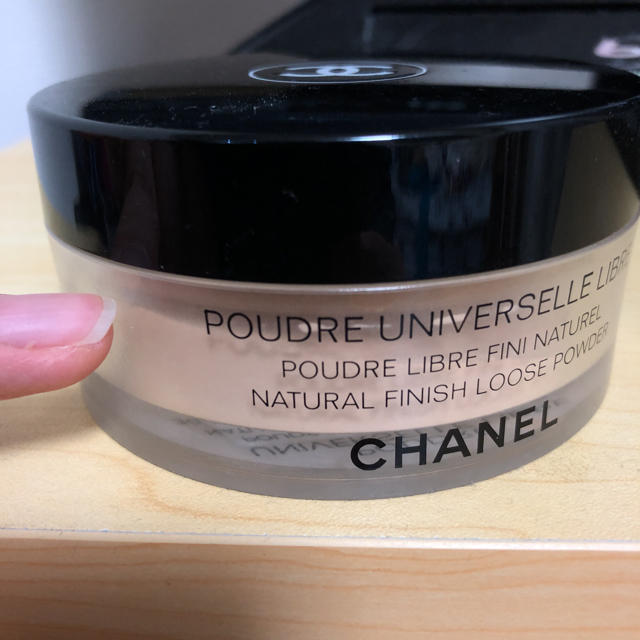 POUDRE UNIVERSELLE LIBRE
POUDRE LIBRE FINI NATUREL
NATURAL FINISH LOOSE POWDER
CHANEL